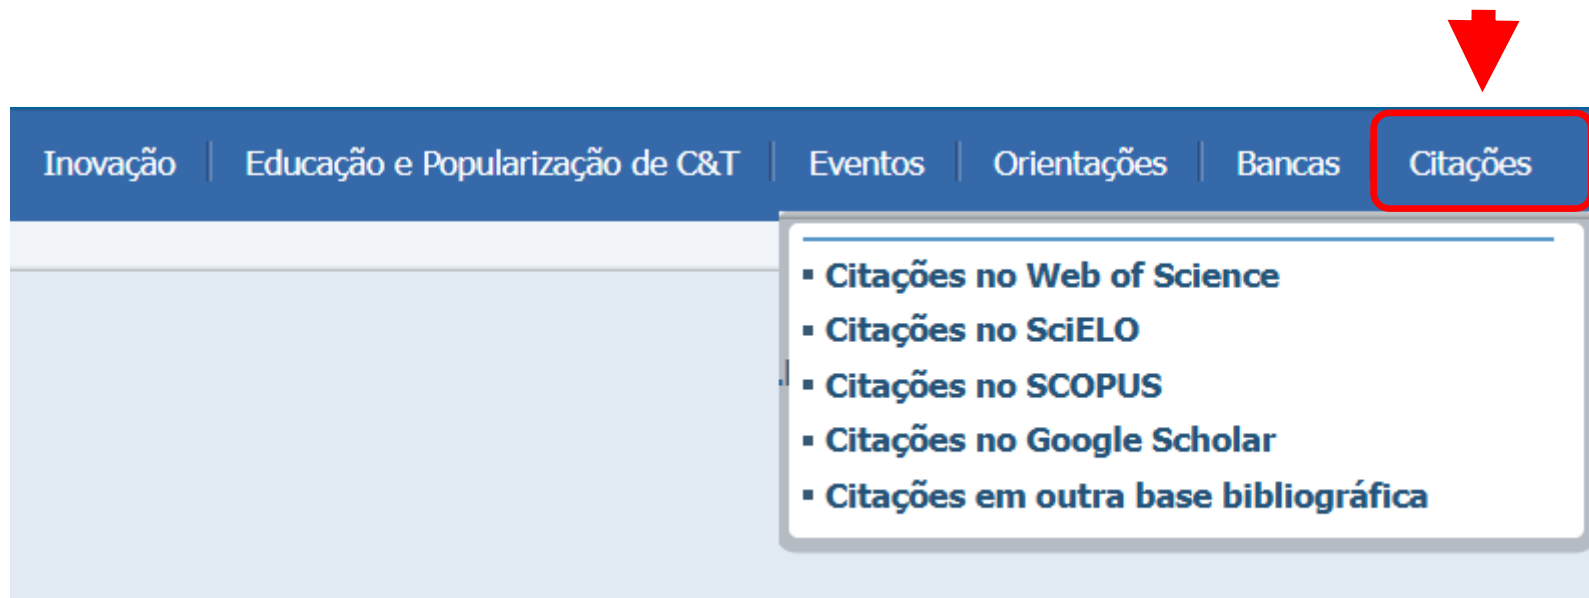 Inovação | Educação e Popularização de C&T | Eventos | Orientações | Bancas Citações
▪ Citações no Web of Science
▪ Citações no SciELO
▪ Citações no SCOPUS
▪ Citações no Google Scholar
▪ Citações em outra base bibliográfica